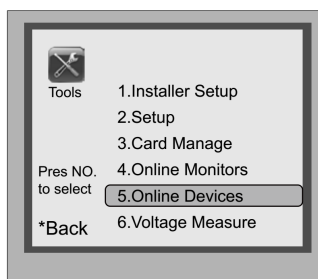 Tools
1.Installer Setup
2.Setup
3.Card Manage
4.Online Monitors
5.Online Devices
6.Voltage Measure
Pres NO.
to select
*Back